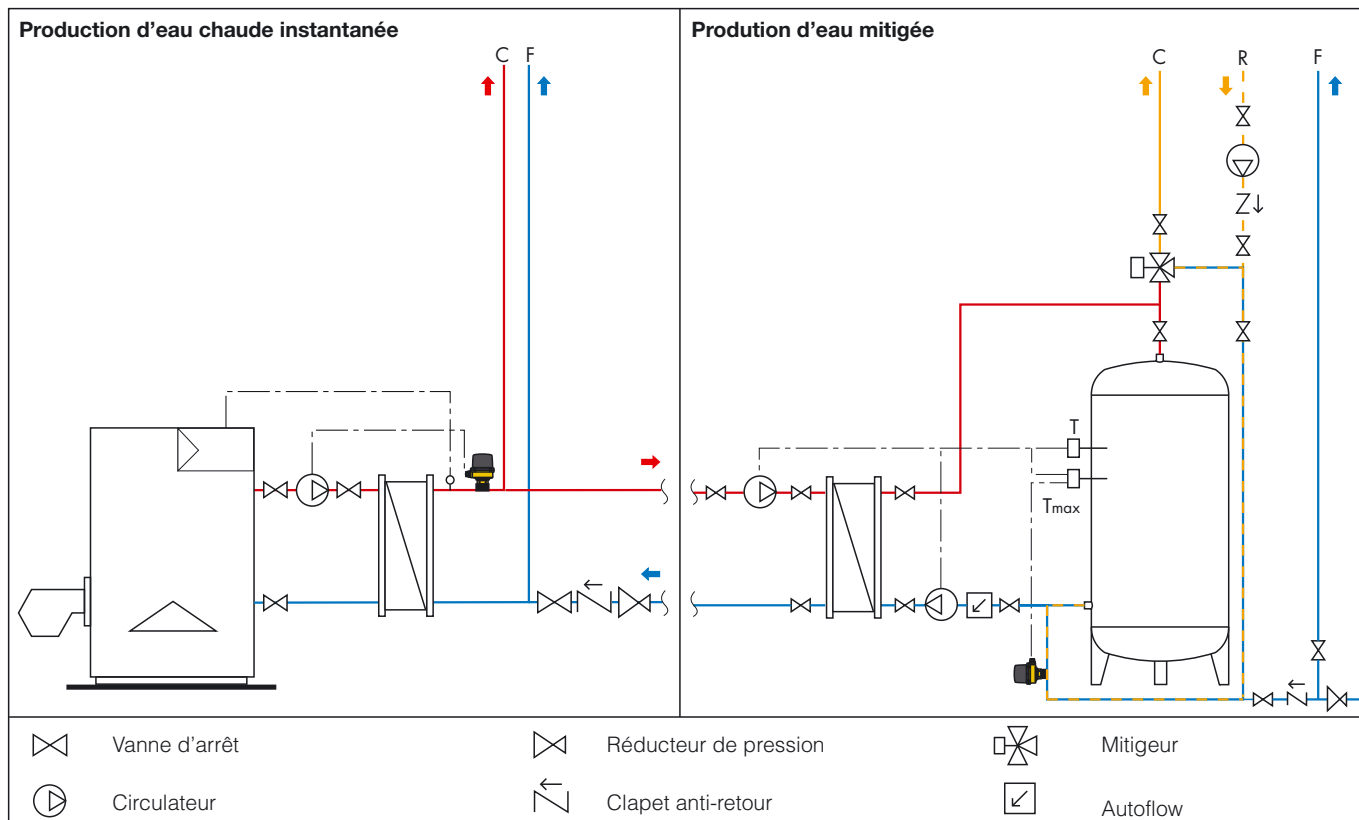 Production d'eau chaude instantanée
C F
Prodution d'eau mitigée
C R F
T
Tmax
Vanne d'arrêt
Réducteur de pression
Mitigeur
Circulateur
Clapet anti-retour
Autoflow